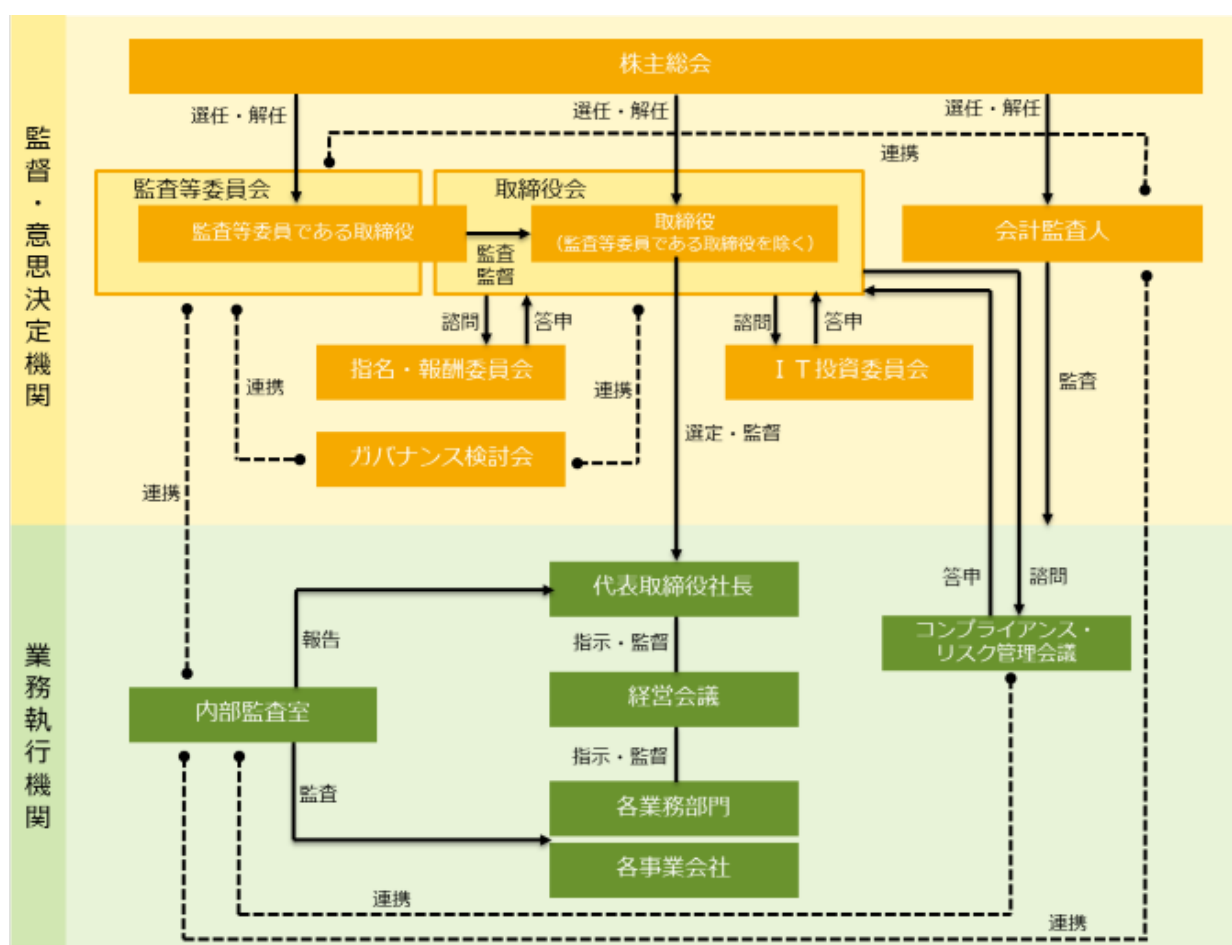 監督・意思決定機関
株主総会
選任・解任
選任・解任
選任・解任
連携
監査等委員会
取締役会
監査等委員である取締役
取締役
(監査等委員である取締役を除く)
会計監査人
監査
監督
諮問
答申
諮問
答申
指名・報酬委員会
IT投資委員会
連携
連携
監査
選定・監督
ガバナンス検討会
連携
業務執行機関
代表取締役社長
答申
諮問
報告
指示・監督
コンプライアンス・
リスク管理会議
内部監査室
経営会議
指示・監督
監査
各業務部門
各事業会社
連携
連携